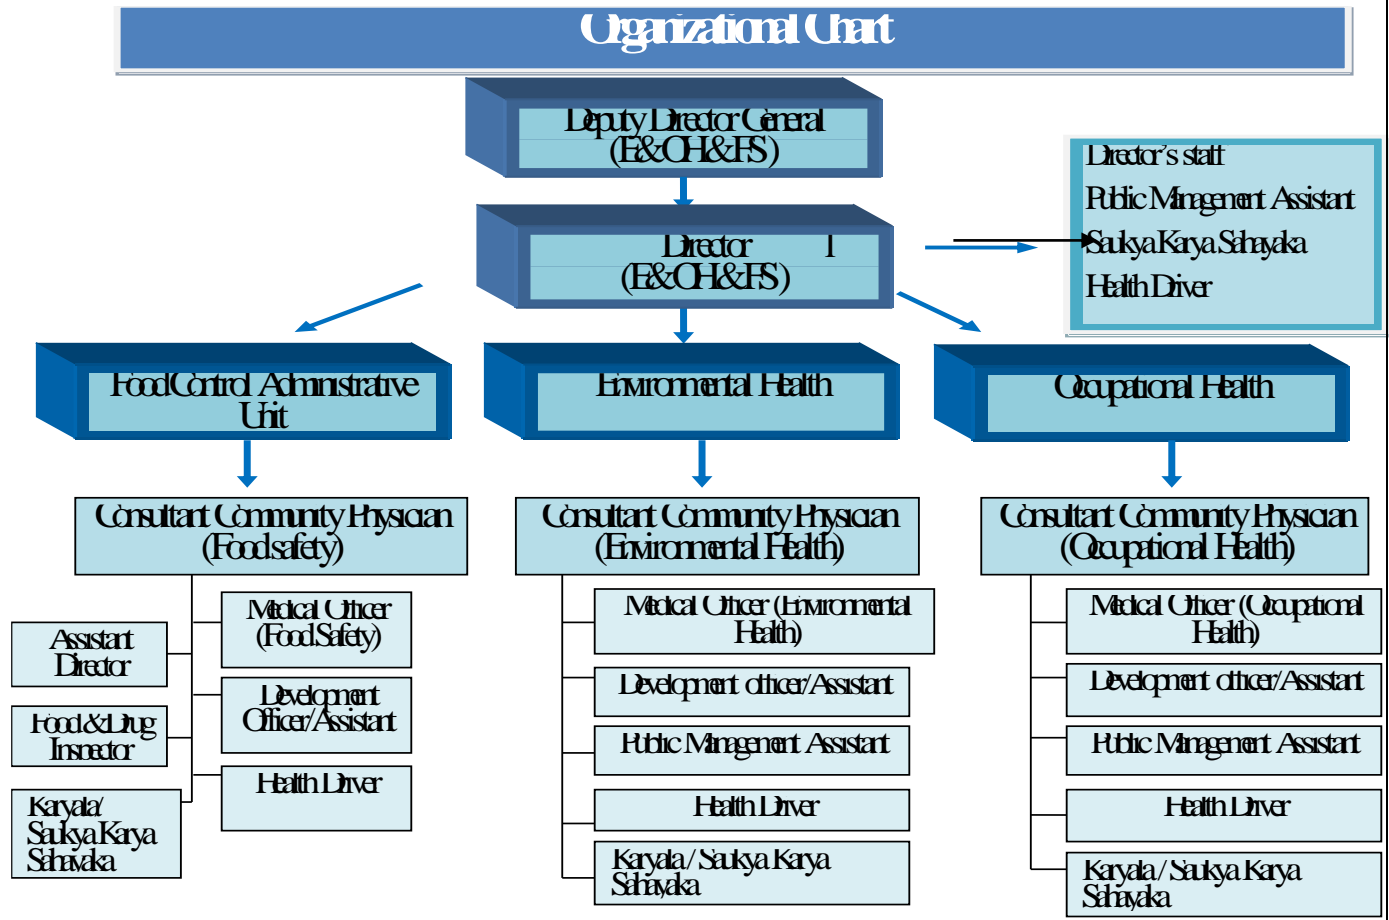 Organizational Chart
Deputy Director General
(E&OH&FS)
Director l
(E&OH&FS)
Director's staff
Public Management Assistant
Saukya Karya Sahayaka
Health Driver
Food Control Administrative
Unit
Environmental Health
Occupational Health
Consultant Community Physician
(Food safety)
Assistant
Director
Food & Drug
Inspector
Karyala/
Saukya Karya
Sahayaka
Medical Officer
(Food Safety)
Development
Officer/Assistant
Health Driver
Consultant Community Physician
(Environmental Health)
Medical Officer (Environmental
Health)
Development officer/Assistant
Public Management Assistant
Health Driver
Karyala / Saukya Karya
Sahayaka
Consultant Community Physician
(Occupational Health)
Medical Officer (Occupational
Health)
Development officer/Assistant
Public Management Assistant
Health Driver
Karyala / Saukya Karya
Sahayaka